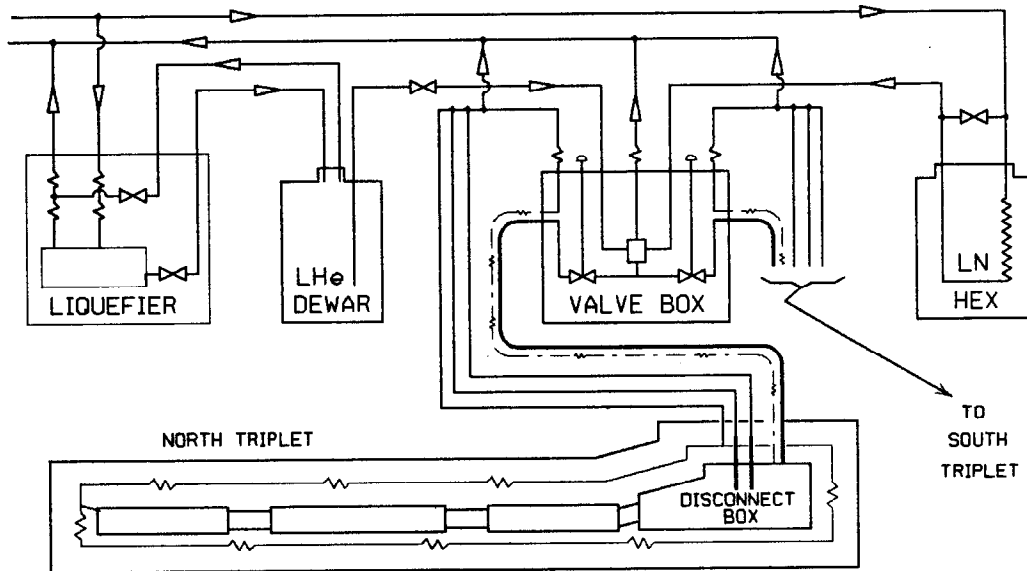 LIQUEFIER
LHe
DEWAR
VALVE BOX
LN
HEX
TO
SOUTH
TRIPLET
NORTH TRIPLET
DISCONNECT
BOX